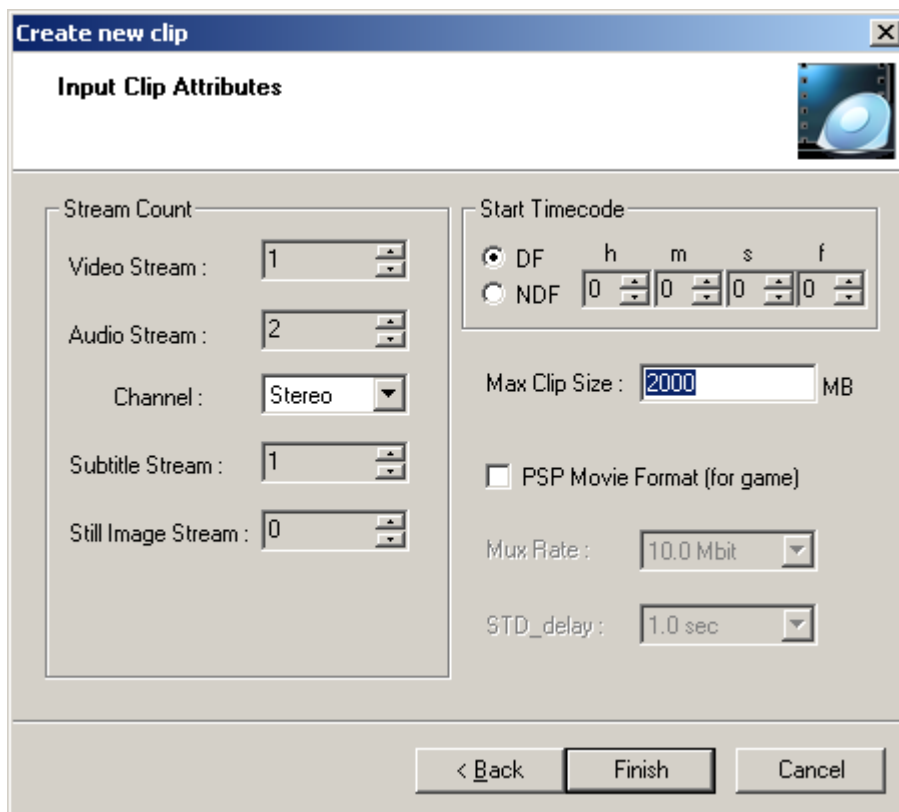 Create new clip
Input Clip Attributes
Stream Count
Video Stream : 1
Audio Stream : 2
Channel : Stereo
Subtitle Stream : 1
Still Image Stream : 0
Start Timecode
h m s f
DF
NDF 0 0 0 0
Max Clip Size : 2000 MB
PSP Movie Format (for game)
Mux Rate : 10.0 Mbit
STD_delay : 1.0 sec
< Back Finish Cancel